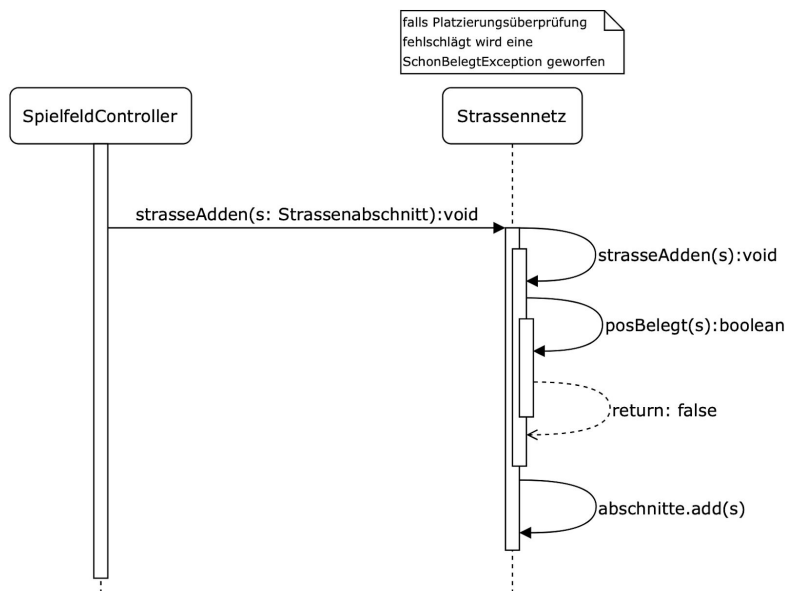 falls Platzierungsüberprüfung
fehlschlägt wird eine
SchonBelegtException geworfen
SpielfeldController
Strassennetz
strasseAdden(s: Strassenabschnitt):void
strasseAdden(s):void
posBelegt(s):boolean
return: false
abschnitte.add(s)